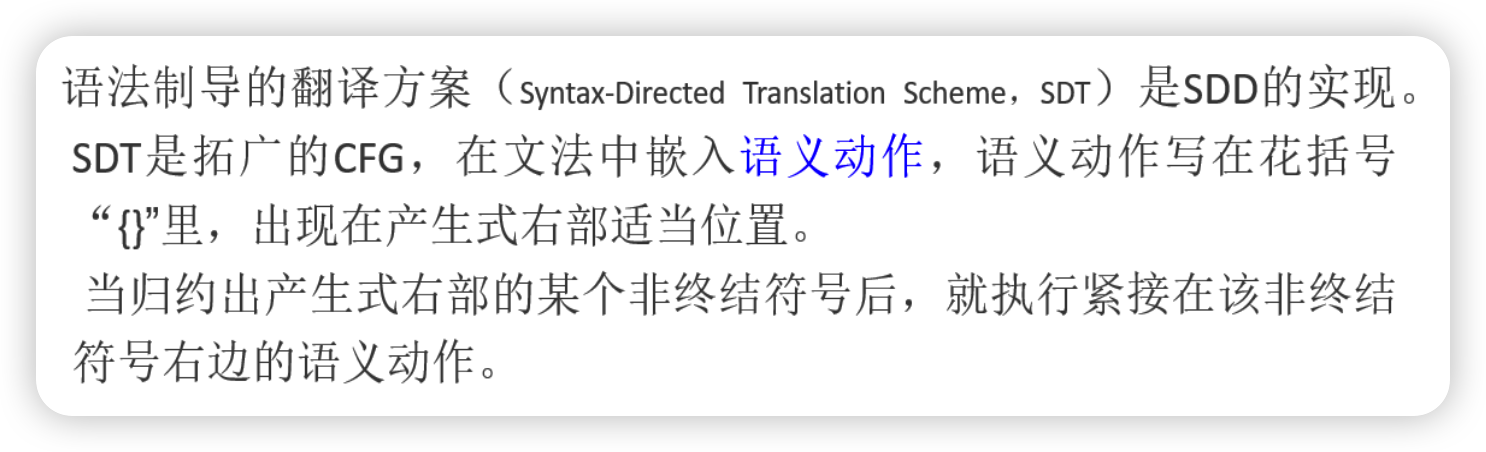 语法制导的翻译方案（Syntax-Directed Translation Scheme，SDT）是SDD的实现。
SDT是拓广的CFG，在文法中嵌入语义动作，语义动作写在花括号
“{}”里，出现在产生式右部适当位置。
当归约出产生式右部的某个非终结符号后，就执行紧接在该非终结
符号右边的语义动作。